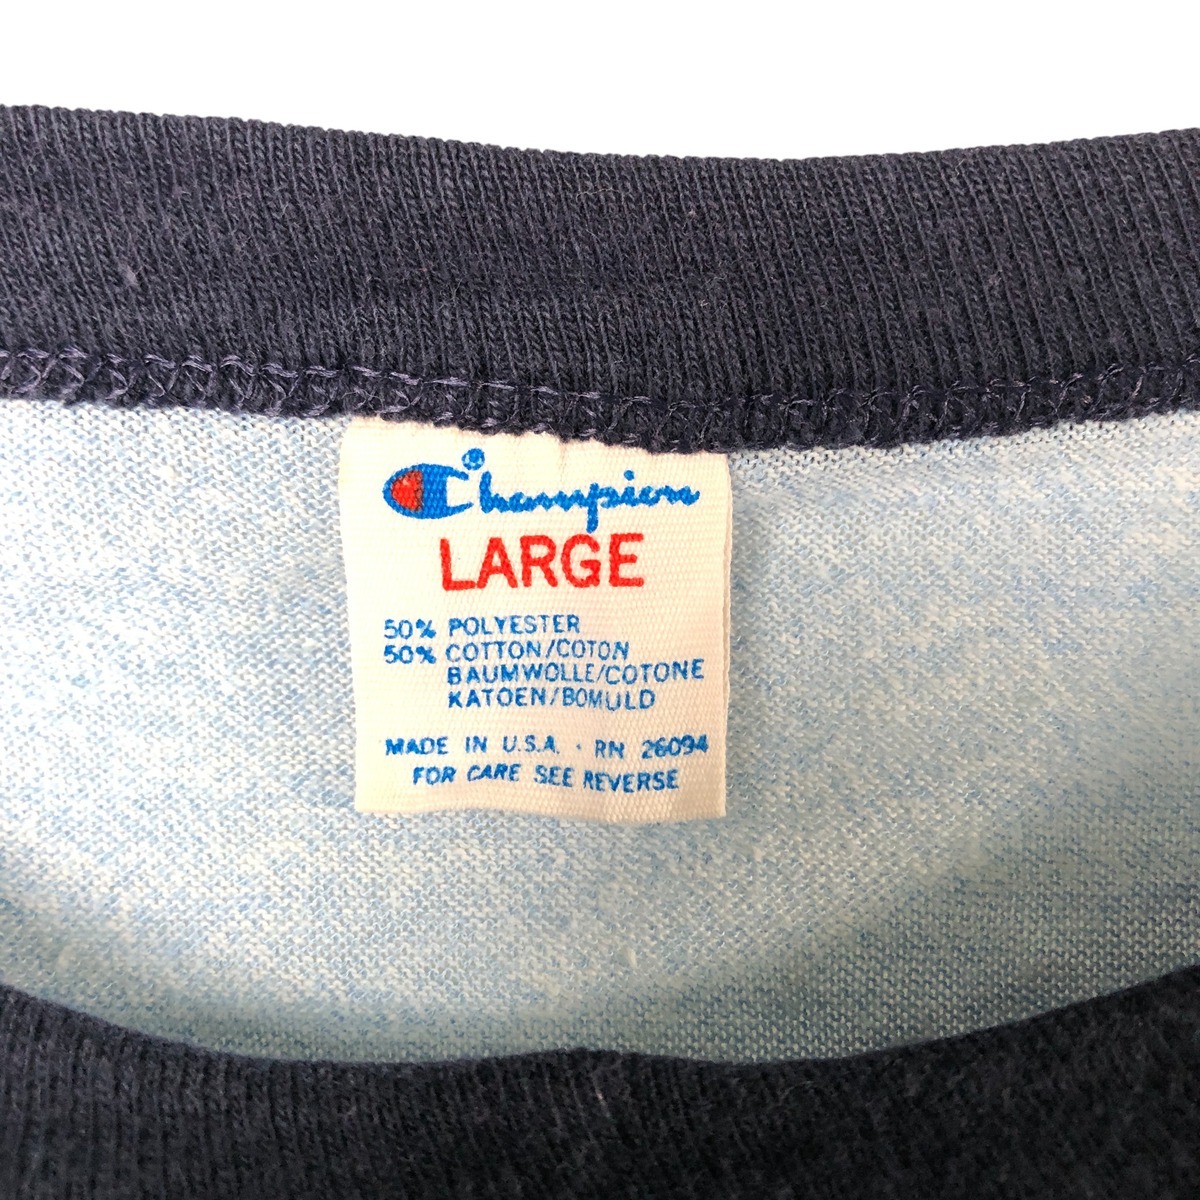 Champion®
LARGE
50% POLYESTER
50% COTTON/COTON
BAUMWOLLE/COTONE
KATOEN/BOMULD
MADE IN U.S.A. · RN 26094
FOR CARE SEE REVERSE